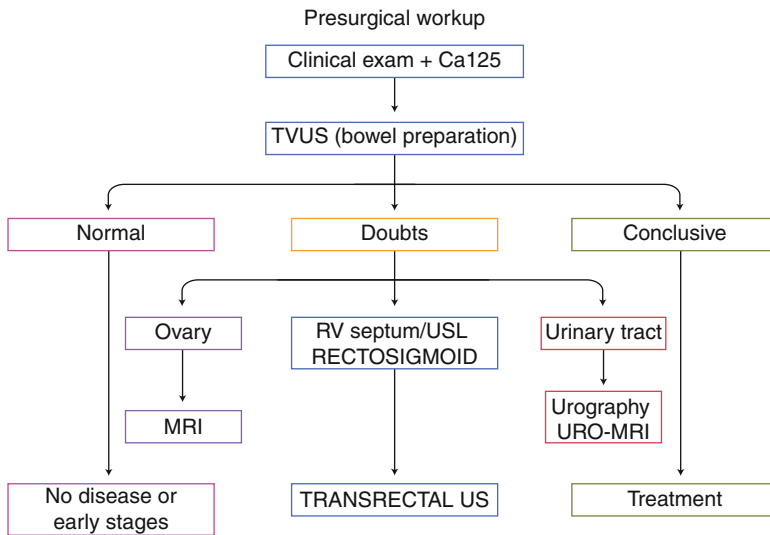 Presurgical workup
Clinical exam + Ca125
TVUS (bowel preparation)
Normal
Doubts
Conclusive
Ovary
RV septum/USL
RECTOSIGMOID
Urinary tract
MRI
Urography
URO-MRI
No disease or
early stages
TRANSRECTAL US
Treatment